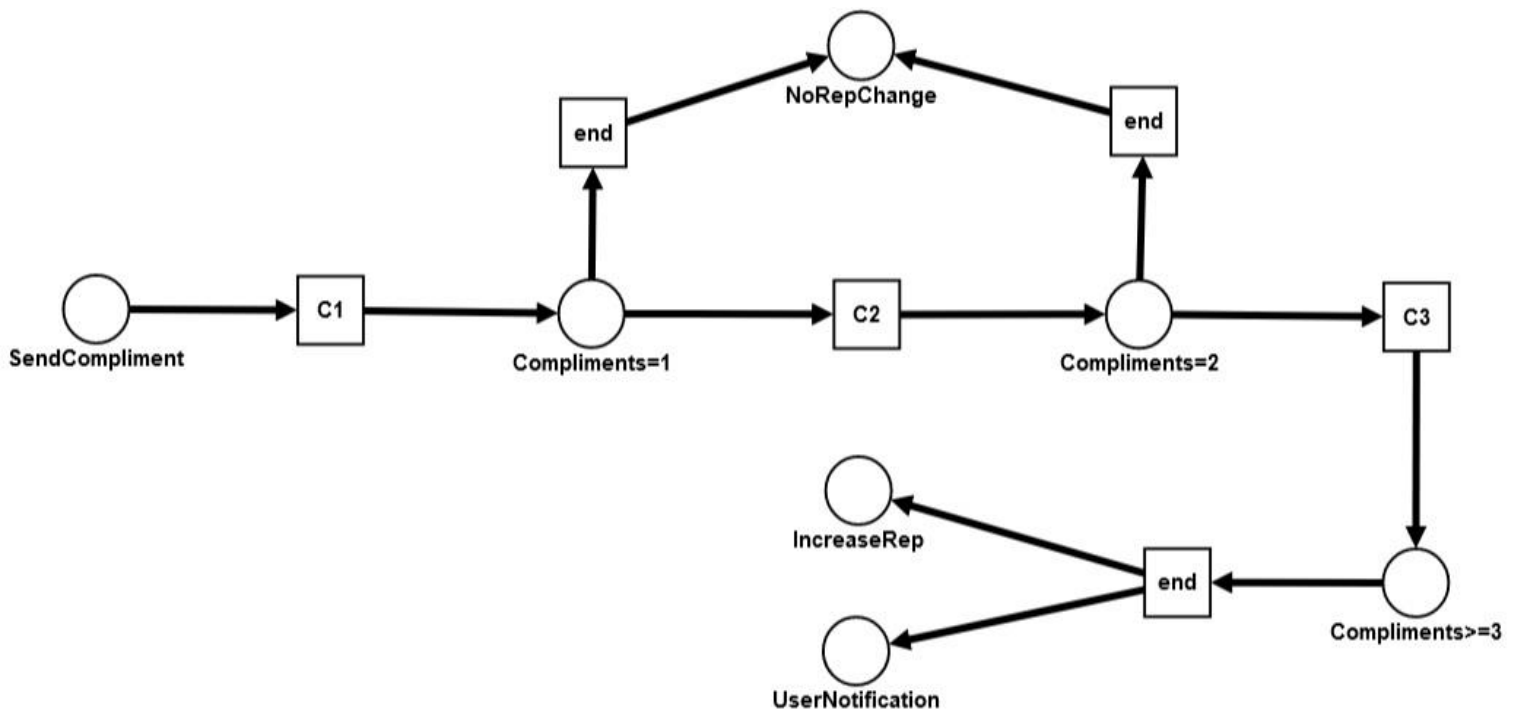 NoRepChange
end
end
SendCompliment
C1
Compliments=1
C2
Compliments=2
C3
IncreaseRep
end
Compliments>=3
UserNotification